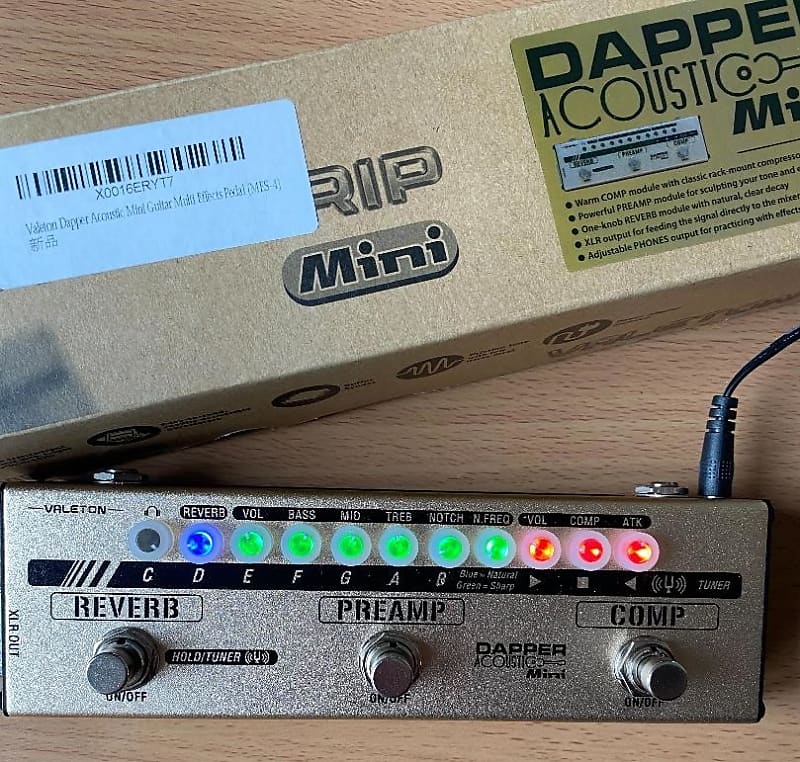 DAPPE
ACOUSTIC
Mi
REVERB
PREAMP
COMP
• Warm COMP module with classic rack-mount compresso
• Powerful PREAMP module for sculpting your tone and e
• One-knob REVERB module with natural, clear decay
• XLR output for feeding the signal directly to the mixer
• Adjustable PHONES output for practicing with effect
X0016ERYT7
Valeton Dapper Acoustic Mini Guitar Multi Effects Pedal (MES-4)
新品
RIP
Mini
VALETON
REVERB VOL BASS MID TREB NOTCH N.FREQ VOL COMP ATK
C D E F G A B Blue=Natural
Green=Sharp
TUNER
REVERB PREAMP COMP
XLR OUT
HOLD/TUNER
DAPPER
ACOUSTIC
Mini
ON/OFF ON/OFF ON/OFF